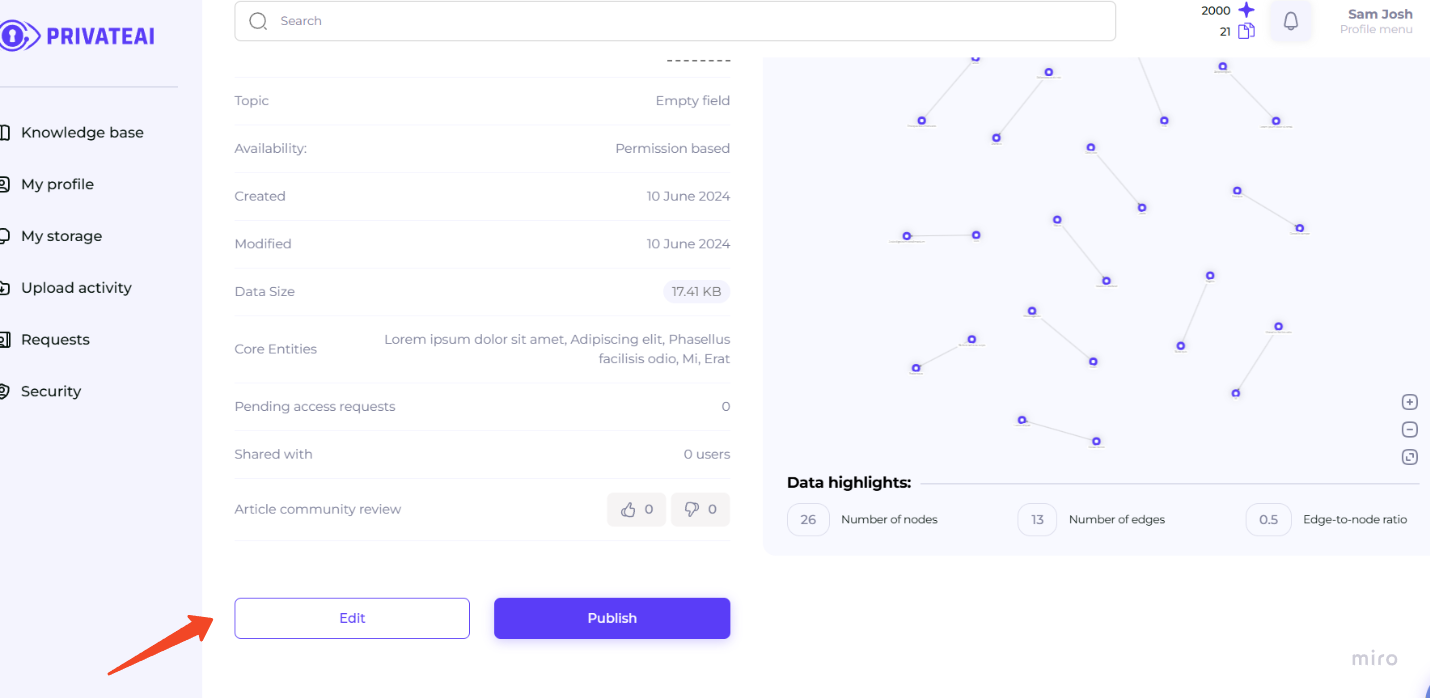 PRIVATEAI
Search
2000
21
Sam Josh
Profile menu
Knowledge base
My profile
My storage
Upload activity
Requests
Security
Topic
Empty field
Availability:
Permission based
Created
10 June 2024
Modified
10 June 2024
Data Size
17.41 KB
Core Entities
Lorem ipsum dolor sit amet, Adipiscing elit, Phasellus
facilisis odio, Mi, Erat
Pending access requests
0
Shared with
0 users
Article community review
0
0
Edit
Publish
Data highlights:
26
Number of nodes
13
Number of edges
0.5
Edge-to-node ratio
miro